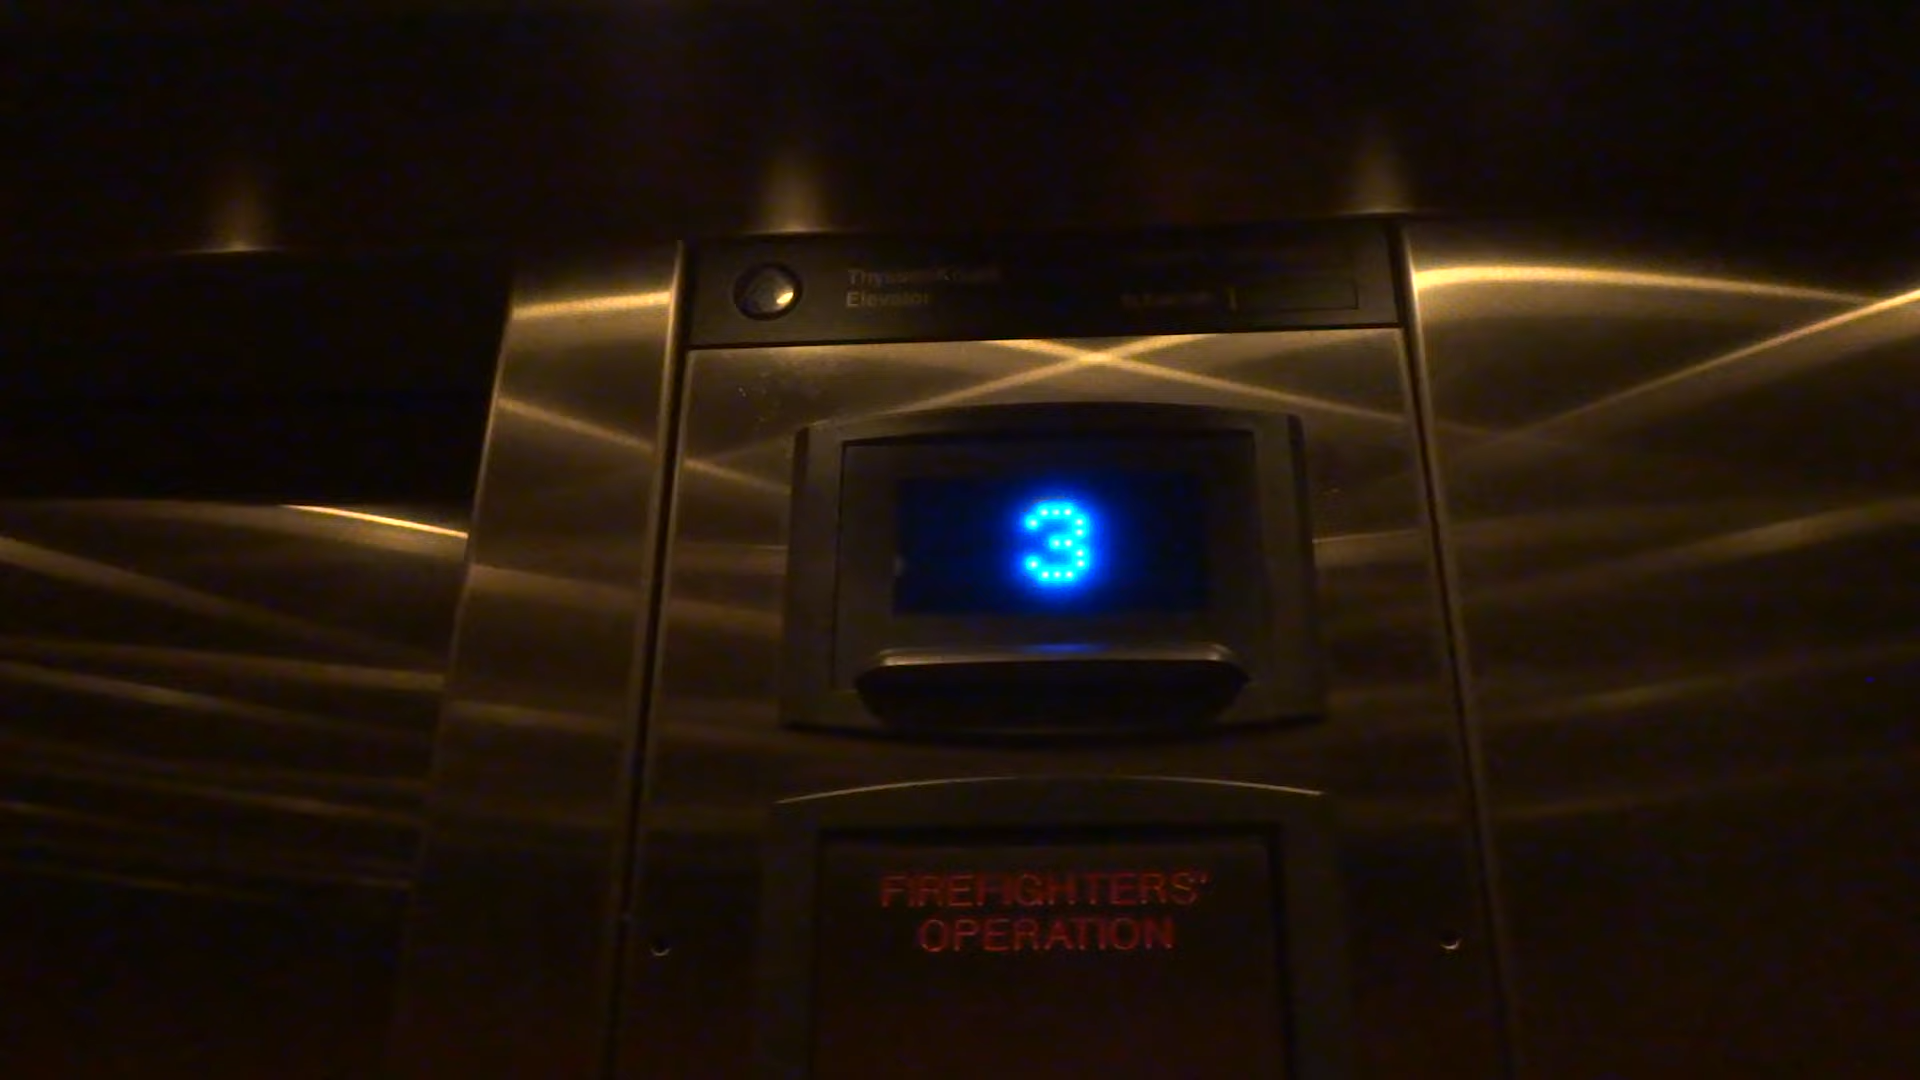 ThyssenKrupp
Elevator
3
FIREFIGHTERS'
OPERATION